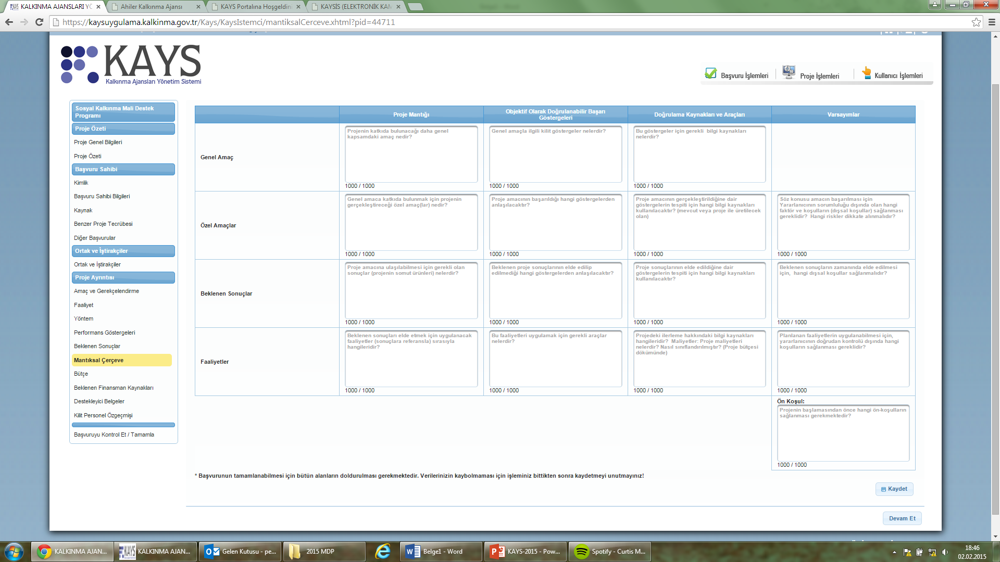 KALKINMA AJANSLARI YÖ
Ahiler Kalkınma Ajansı
KAYS Portalına Hoşgeldini
KAYSİS (ELEKTRONİK KAM
https://kaysuygulama.kalkinma.gov.tr/Kays/KaysIstemci/mantiksalCerceve.xhtml?pid=44711
KAYS
Kalkınma Ajansları Yönetim Sistemi
Başvuru İşlemleri
Proje İşlemleri
Kullanıcı İşlemleri
Sosyal Kalkınma Mali Destek
Programı
Proje Özeti
Proje Genel Bilgileri
Proje Özeti
Başvuru Sahibi
Kimlik
Başvuru Sahibi Bilgileri
Kaynak
Benzer Proje Tecrübesi
Diğer Başvurular
Ortak ve İştirakçiler
Ortak ve İştirakçiler
Proje Ayrıntısı
Amaç ve Gerekçelendirme
Faaliyet
Yöntem
Performans Göstergeleri
Beklenen Sonuçlar
Mantıksal Çerçeve
Bütçe
Beklenen Finansman Kaynakları
Destekleyici Belgeler
Kilit Personel Özgeçmişi
Başvuruyu Kontrol Et / Tamamla
Proje Mantığı
Objektif Olarak Doğrulanabilir Başarı
Göstergeleri
Doğrulama Kaynakları ve Araçları
Varsayımlar
Genel Amaç
Projenin katkıda bulunacağı daha genel
kapsamdaki amaç nedir?
1000 / 1000
Genel amaçla ilgili kilit göstergeler nelerdir?
1000 / 1000
Bu göstergeler için gerekli  bilgi kaynakları
nelerdir?
1000 / 1000
Özel Amaçlar
Genel amaca katkıda bulunmak için projenin
gerçekleştireceği özel amaç(lar) nedir?
1000 / 1000
Proje amacının başarıldığı hangi göstergelerden
anlaşılacaktır?
1000 / 1000
Proje amacının gerçekleştirildiğine dair
göstergelerin tespiti için hangi bilgi kaynakları
kullanılacaktır? (mevcut veya proje ile üretilecek
olan)
1000 / 1000
Söz konusu amacın başarılması için
Yararlanıcının sorumluluğu dışında olan hangi
faktör ve koşulların (dışsal koşullar) sağlanması
gereklidir?  Hangi riskler dikkate alınmalıdır?
1000 / 1000
Beklenen Sonuçlar
Proje amacına ulaşılabilmesi için gerekli olan
sonuçlar (projenin somut ürünleri) nelerdir?
1000 / 1000
Beklenen proje sonuçlarının elde edilip
edilmediği hangi göstergelerden anlaşılacaktır?
1000 / 1000
Proje sonuçlarının elde edildiğine dair
göstergelerin tespiti için hangi bilgi kaynakları
kullanılacaktır?
1000 / 1000
Beklenen sonuçların zamanında elde edilmesi
için,  hangi dışsal koşullar sağlanmalıdır?
1000 / 1000
Faaliyetler
Beklenen sonuçları elde etmek için uygulanacak
faaliyetler (sonuçlara referansla) sırasıyla
hangileridir?
1000 / 1000
Bu faaliyetleri uygulamak için gerekli araçlar
nelerdir?
1000 / 1000
Projedeki ilerleme hakkındaki bilgi kaynakları
hangileridir?  Maliyetler: Proje maliyetleri
nelerdir? Nasıl sınıflandırılmıştır? (Proje bütçesi
dökümünde)
1000 / 1000
Planlanan faaliyetlerin uygulanabilmesi için,
yararlanıcının doğrudan kontrolü dışında hangi
koşulların sağlanması gereklidir?
1000 / 1000
Ön Koşul:
Projenin başlamasından önce hangi ön-koşulların
sağlanması gerekmektedir?
1000 / 1000
* Başvurunun tamamlanabilmesi için bütün alanların doldurulması gerekmektedir. Verilerinizin kaybolmaması için işleminiz bittikten sonra kaydetmeyi unutmayınız!
Kaydet
Devam Et
KALKINMA AJAN...
KALKINMA AJAN...
Gelen Kutusu - pe...
2015 MDP
Belge1 - Word
KAYS-2015 - Pow...
Spotify - Curtis M...
18:46
02.02.2015